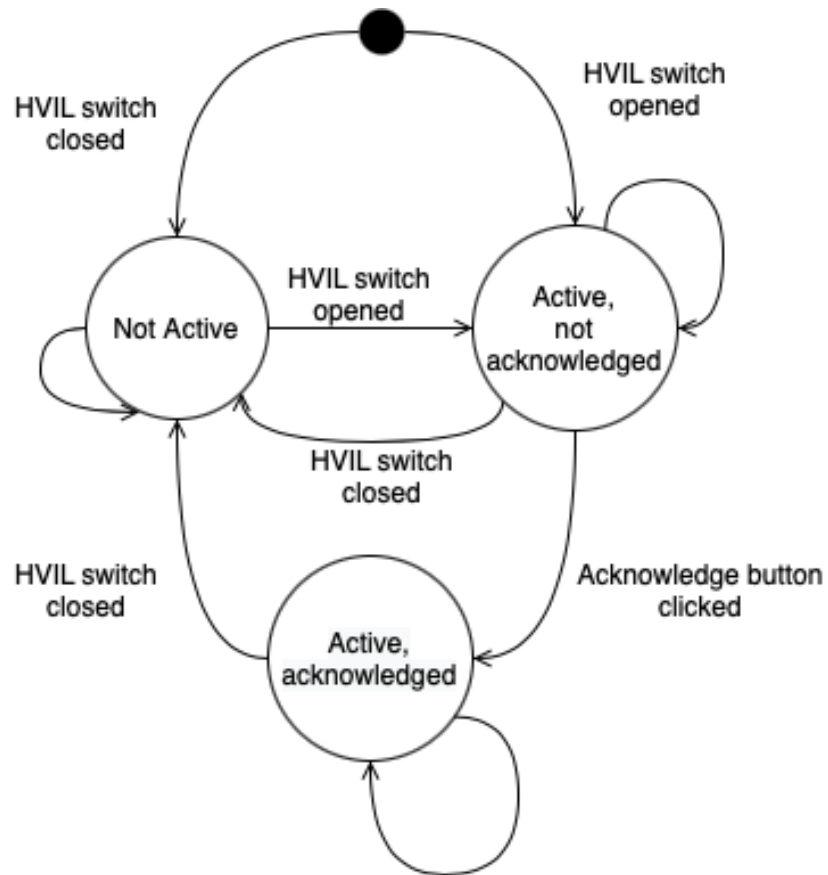 HVIL switch
closed
HVIL switch
opened
Not Active
HVIL switch
opened
Active,
not
acknowledged
HVIL switch
closed
HVIL switch
closed
Active,
acknowledged
Acknowledge button
clicked